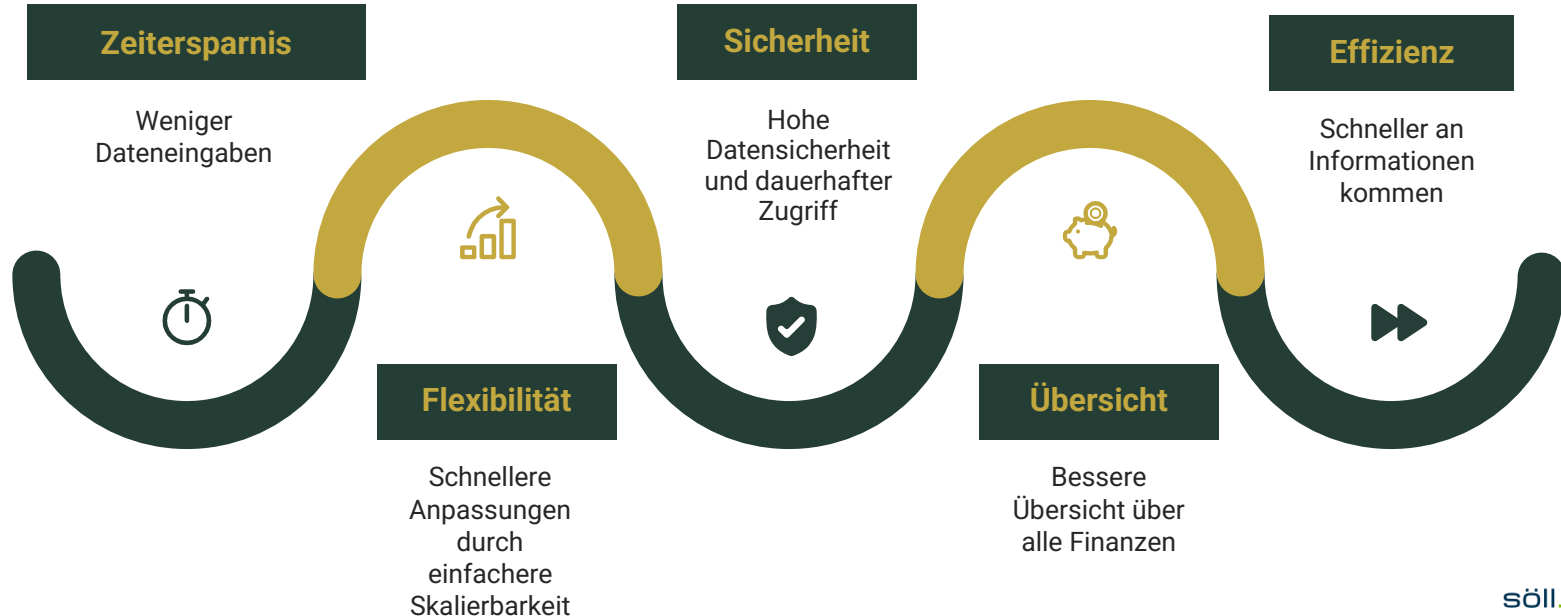 Zeitersparnis
Weniger
Dateneingaben
Flexibilität
Schnellere
Anpassungen
durch
einfachere
Skalierbarkeit
Sicherheit
Hohe
Datensicherheit
und dauerhafter
Zugriff
Übersicht
Bessere
Übersicht über
alle Finanzen
Effizienz
Schneller an
Informationen
kommen
söll.